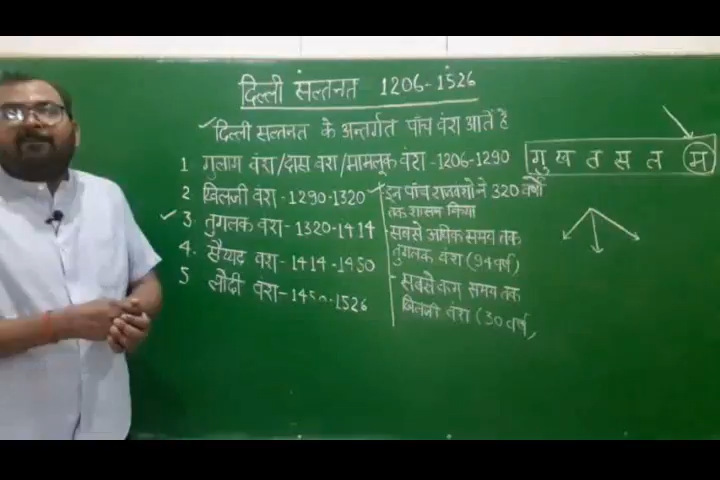 दिल्ली सल्तनत 1206-1526
दिल्ली सल्तनत के अन्तर्गत पाँच वंश आते हैं
1 गुलाम वंश/दास वंश/मामलूक वंश-1206-1290
2 खिलजी वंश-1290-1320
3. तुगलक वंश-1320-1414
4. सैय्यद वंश-1414-1450
5 लोदी वंश-1450-1526
इन पाँच राजवंशो ने 320 वर्षों
तक शासन किया
-सबसे अधिक समय तक
तुगलक वंश (94 वर्ष)
- सबसे कम समय तक
खिलजी वंश (30 वर्ष,
गु ख त स ल म